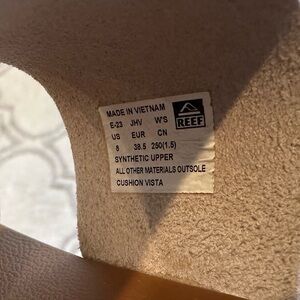 MADE IN VIETNAM
E-23 JHV W'S
REEF
US EUR CN
8 38.5 250(1.5)
SYNTHETIC UPPER
ALL OTHER MATERIALS OUTSOLE
CUSHION VISTA